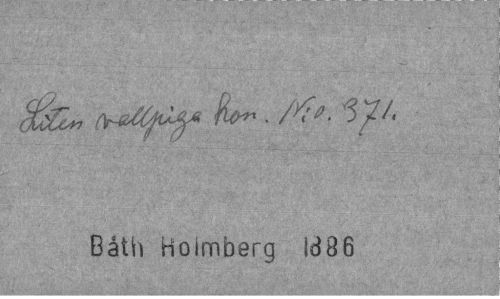 Liten vallpiga hon. N:o. 371.
Båth Holmberg 1886